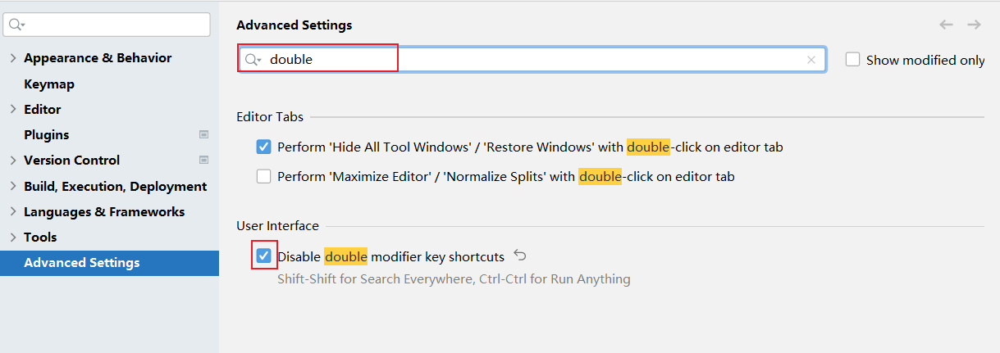 Advanced Settings
double
Show modified only
Appearance & Behavior
Keymap
Editor
Plugins
Version Control
Build, Execution, Deployment
Languages & Frameworks
Tools
Advanced Settings
Editor Tabs
Perform 'Hide All Tool Windows' / 'Restore Windows' with double-click on editor tab
Perform 'Maximize Editor' / 'Normalize Splits' with double-click on editor tab
User Interface
Disable double modifier key shortcuts
Shift-Shift for Search Everywhere, Ctrl-Ctrl for Run Anything